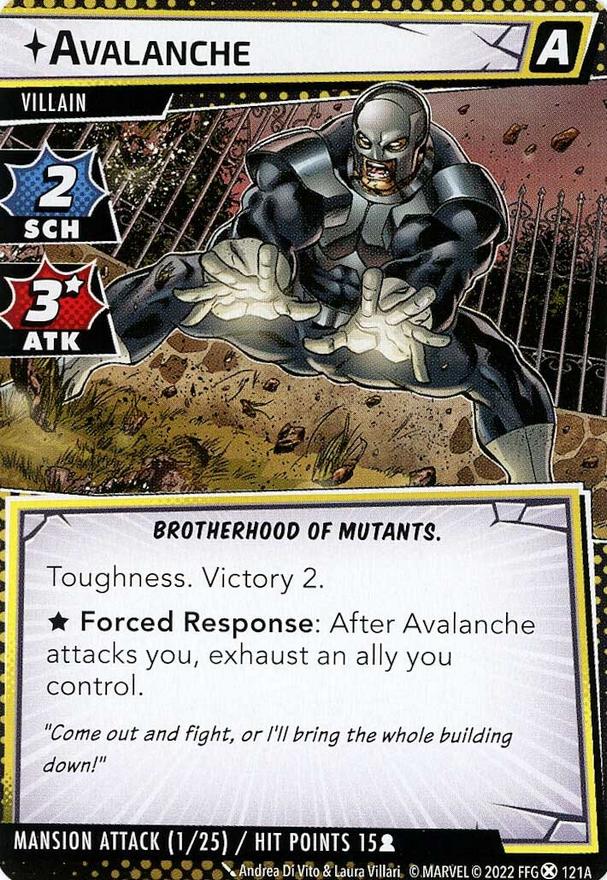 AVALANCHE
A
VILLAIN
2
SCH
3★
ATK
BROTHERHOOD OF MUTANTS.
Toughness. Victory 2.
★ Forced Response: After Avalanche
attacks you, exhaust an ally you
control.
"Come out and fight, or I'll bring the whole building
down!"
MANSION ATTACK (1/25) / HIT POINTS 15
Andrea Di Vito & Laura Villari © MARVEL © 2022 FFG 121A